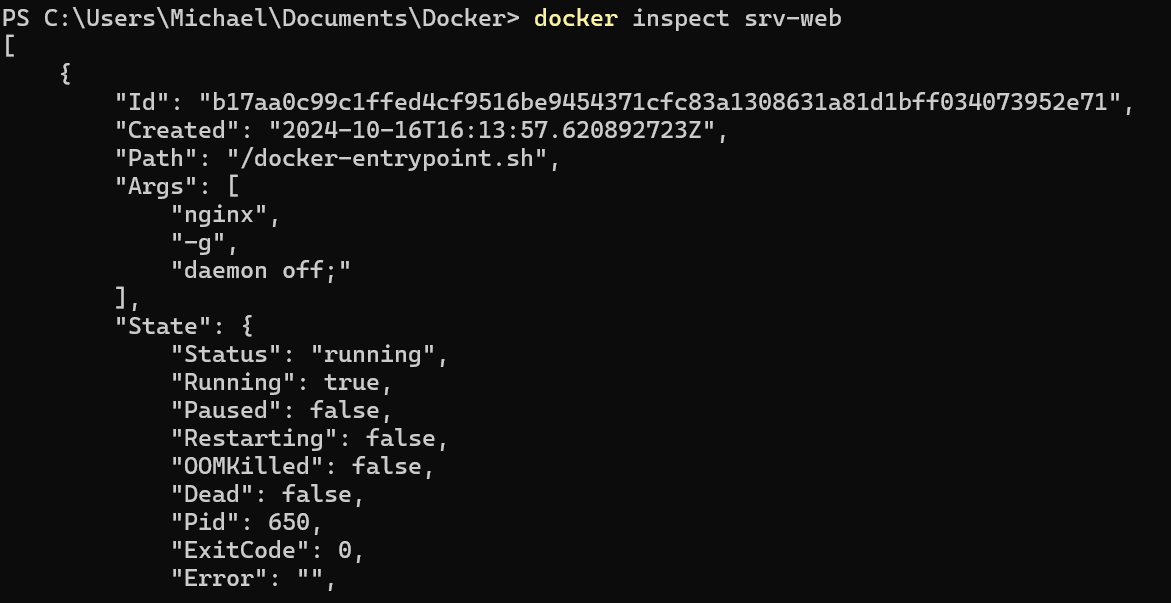 PS C:\Users\Michael\Documents\Docker> docker inspect srv-web
[
    {
        "Id": "b17aa0c99c1ffed4cf9516be9454371cfc83a1308631a81d1bff034073952e71",
        "Created": "2024-10-16T16:13:57.620892723Z",
        "Path": "/docker-entrypoint.sh",
        "Args": [
            "nginx",
            "-g",
            "daemon off;"
        ],
        "State": {
            "Status": "running",
            "Running": true,
            "Paused": false,
            "Restarting": false,
            "OOMKilled": false,
            "Dead": false,
            "Pid": 650,
            "ExitCode": 0,
            "Error": "",